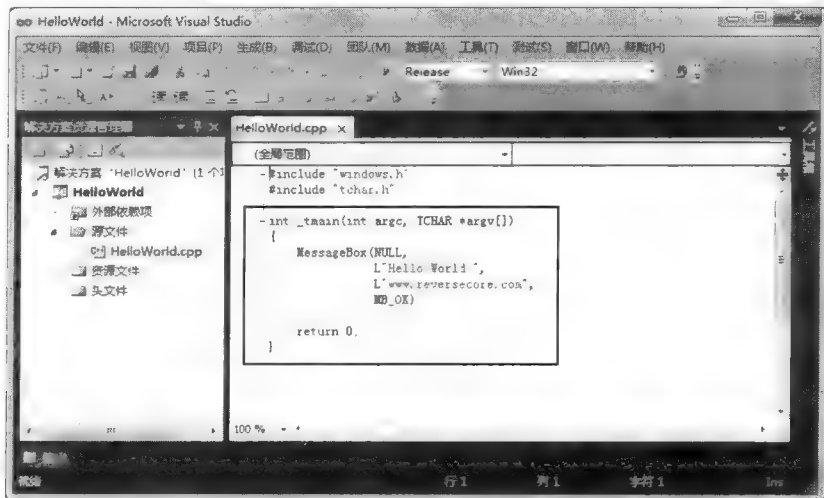 HelloWorld - Microsoft Visual Studio
文件(F) 编辑(E) 视图(V) 项目(P) 生成(B) 调试(D) 团队(M) 数据(A) 工具(T) 测试(S) 窗口(W) 帮助(H)
Release Win32
解决方案资源管理器
HelloWorld.cpp x
(全局范围)
解决方案 "HelloWorld" (1 个
HelloWorld
外部依赖项
源文件
HelloWorld.cpp
资源文件
头文件
#include "windows.h"
#include "tchar.h"
int _tmain(int argc, TCHAR *argv[])
{
MessageBox(NULL,
L"Hello World ",
L"www.reversecore.com",
MB_OK)
return 0.
}
100 %
就绪 行 1 列 1 字符 1 Ins